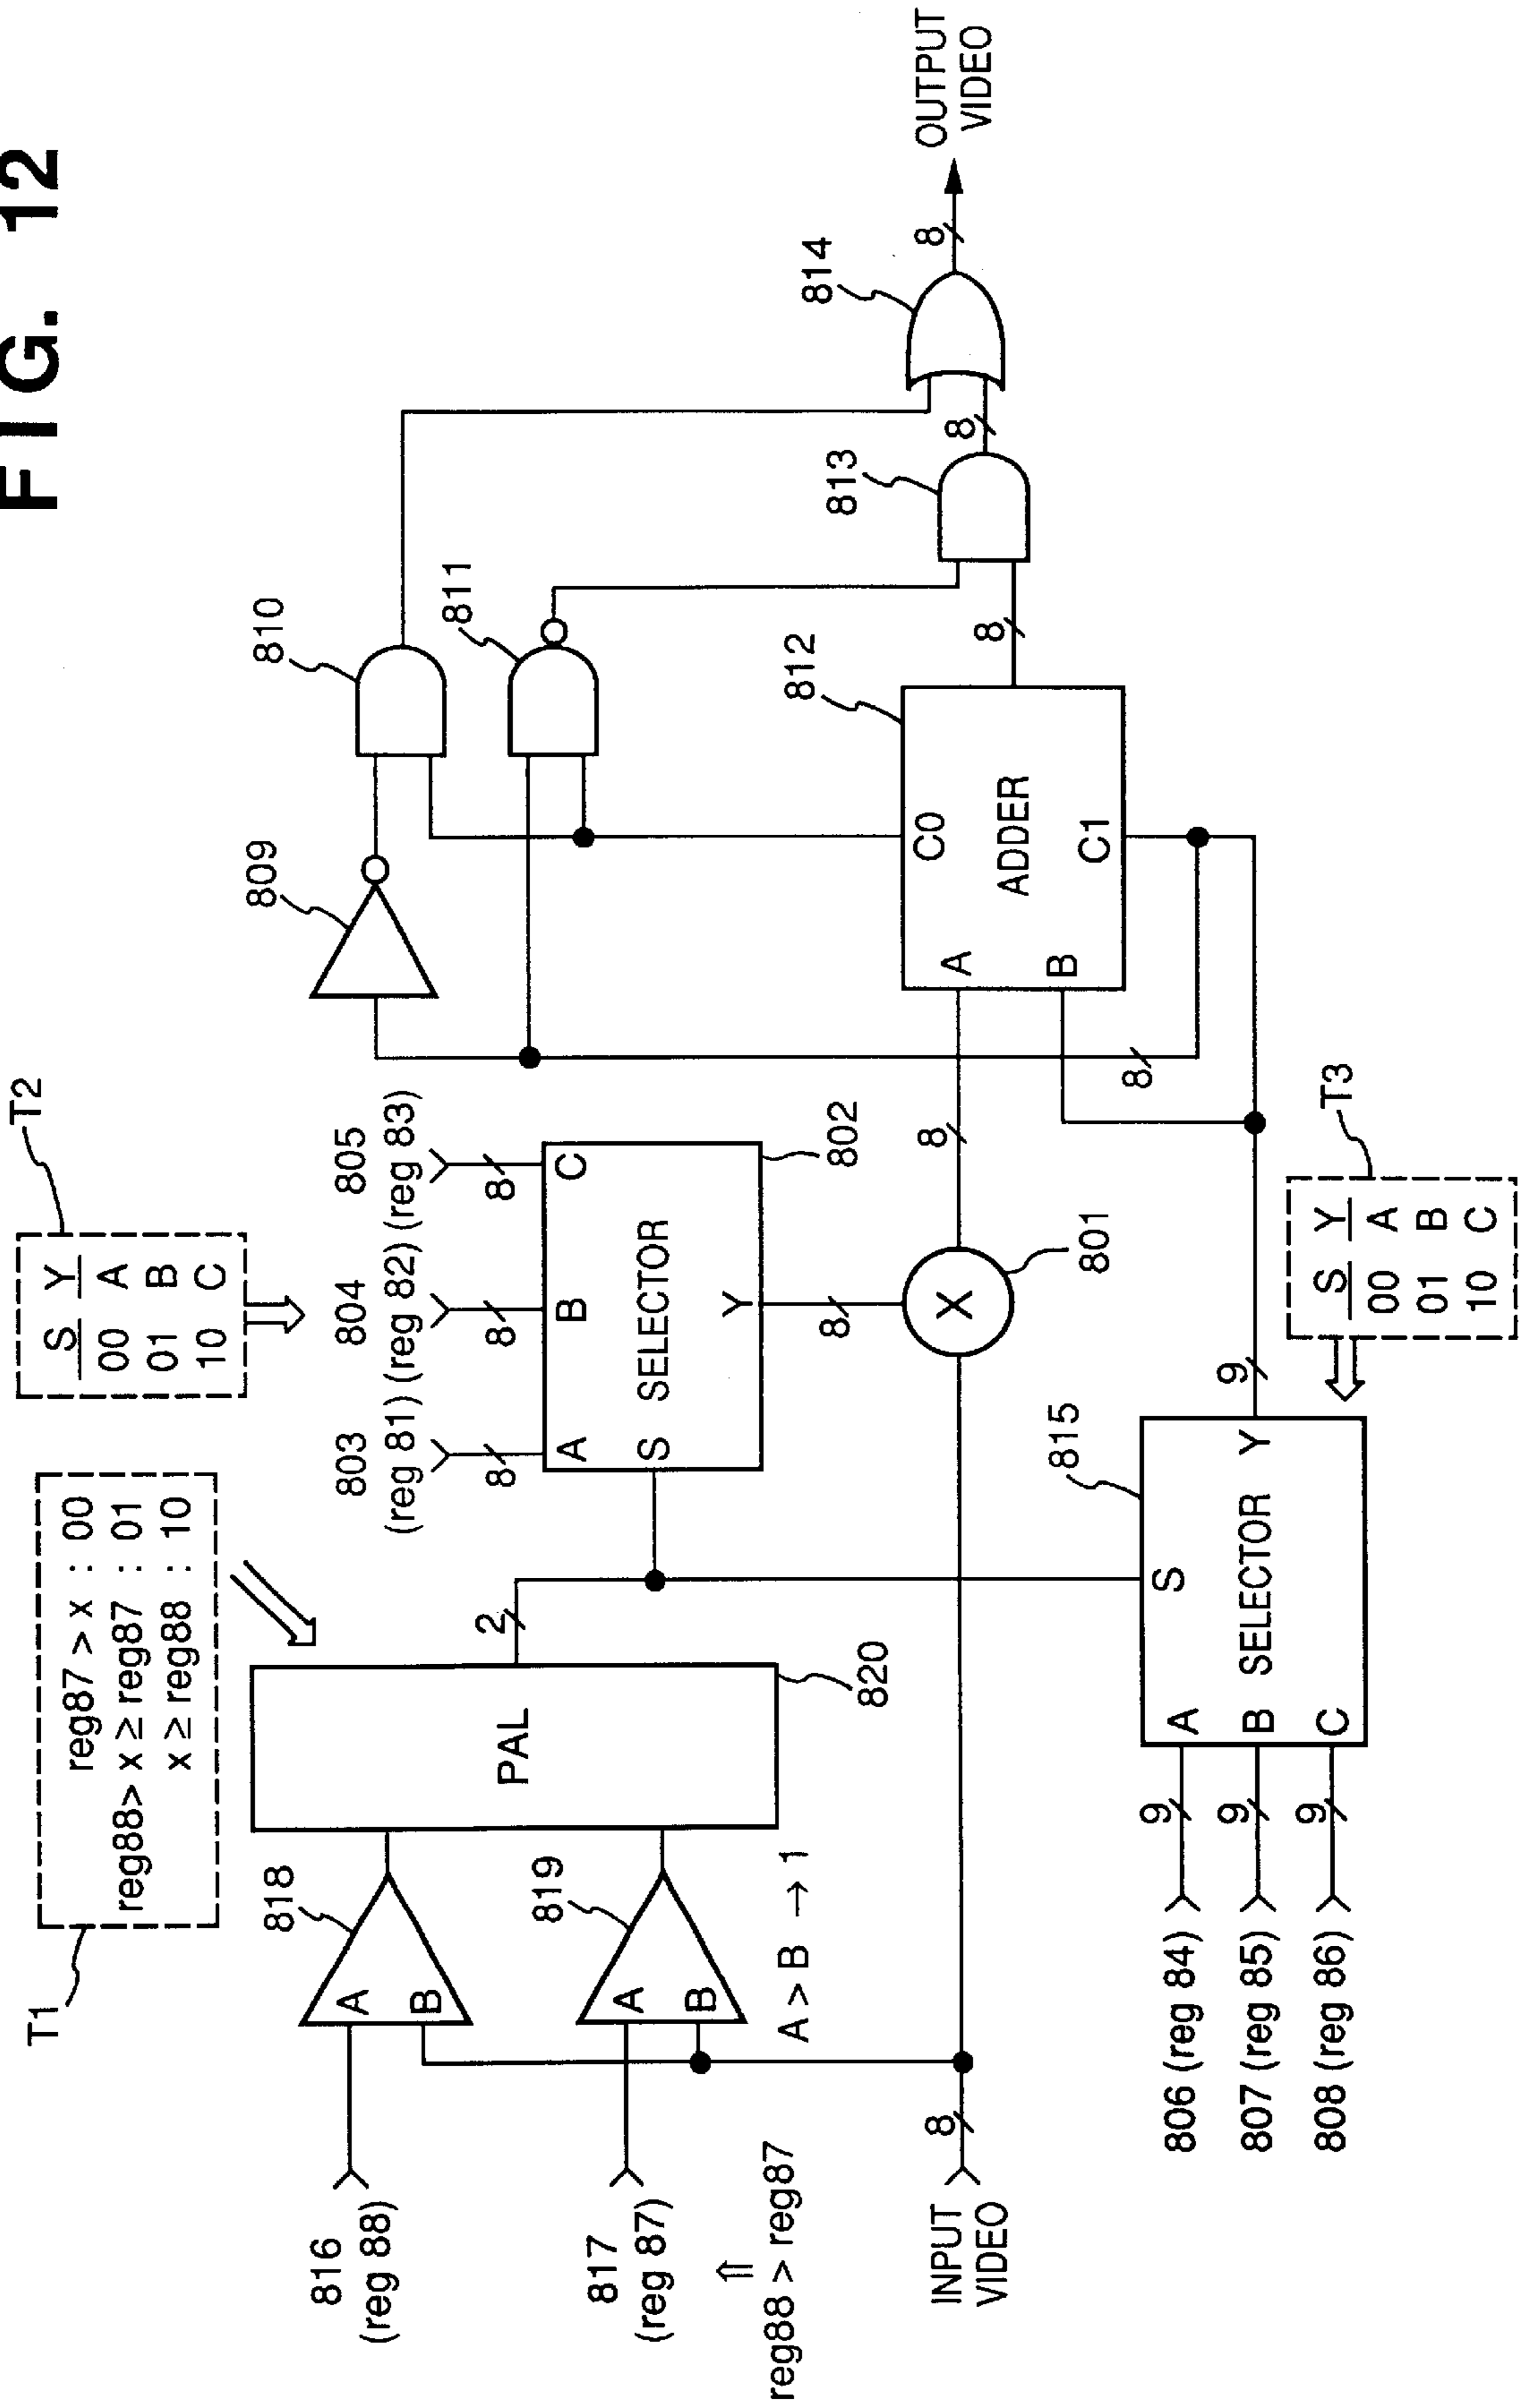 FIG. 12
T1
reg87 > x : 00
reg88> x ≥ reg87 : 01
x ≥ reg88 : 10
T2
S Y
00 A
01 B
10 C
816
(reg 88)
817
(reg 87)
⇑
reg88 > reg87
818
A
B
819
A
B
A > B → 1
PAL
820
2
803
804
805
(reg 81) (reg 82) (reg 83)
8
8
8
A
B
C
S
SELECTOR
Y
802
8
X
801
8
INPUT
VIDEO
8
809
810
811
812
C0
A
ADDER
B
C1
8
8
813
8
814
8
OUTPUT
VIDEO
815
S
A
B SELECTOR Y
C
9
9
9
9
806 (reg 84)
807 (reg 85)
808 (reg 86)
T3
S Y
00 A
01 B
10 C